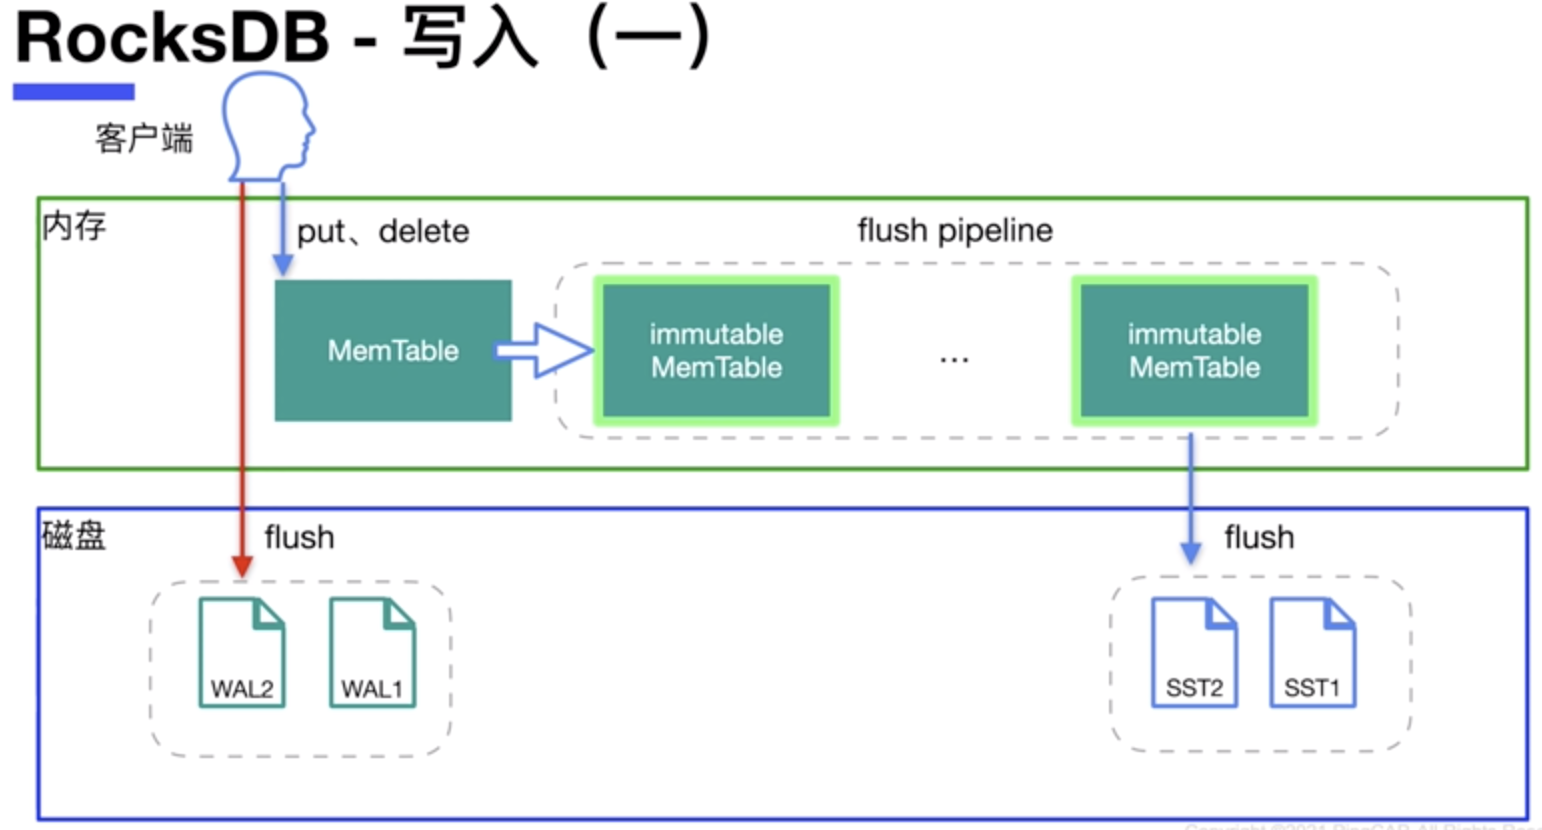 RocksDB - 写入（一）
客户端
内存
put、delete
flush pipeline
MemTable
immutable
MemTable
...
immutable
MemTable
磁盘
flush
flush
WAL2
WAL1
SST2
SST1